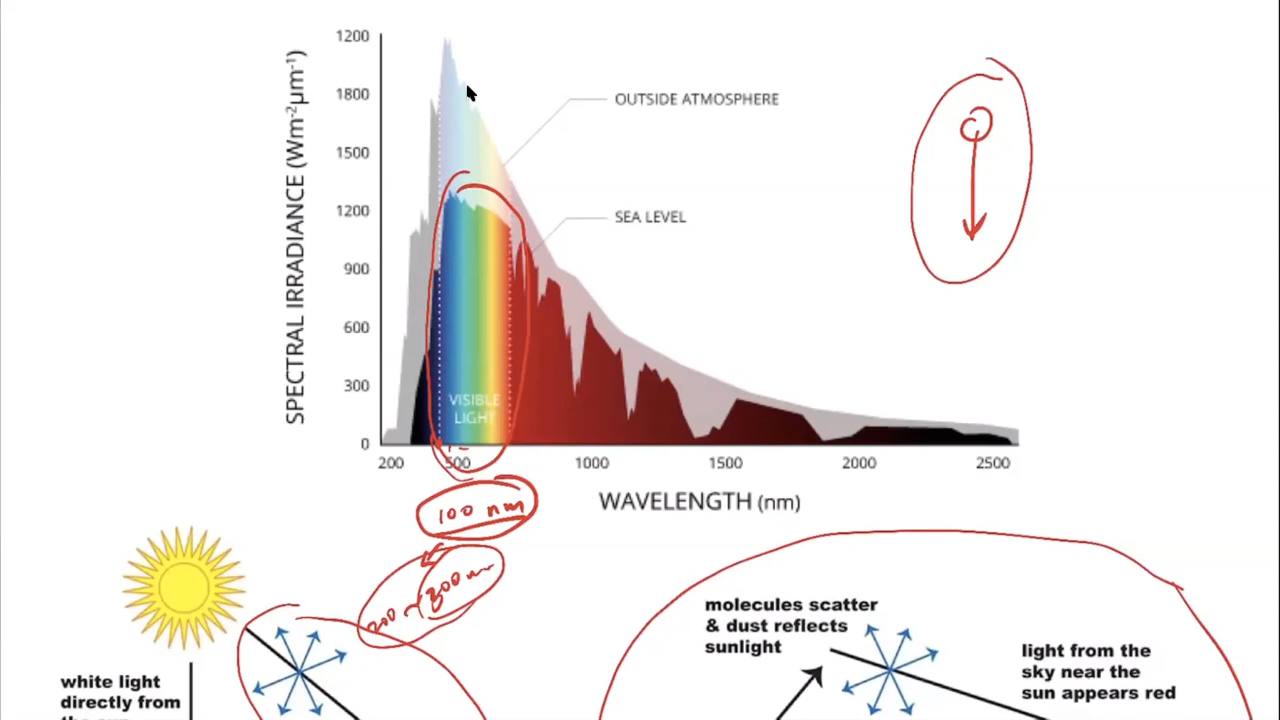 1200
1800
1500
1200
900
600
300
0
SPECTRAL IRRADIANCE (Wm-2μm-1)
OUTSIDE ATMOSPHERE
SEA LEVEL
VISIBLE
LIGHT
200 500 1000 1500 2000 2500
WAVELENGTH (nm)
100 nm
molecules scatter
& dust reflects
sunlight
light from the
sky near the
sun appears red
white light
directly from
the sun